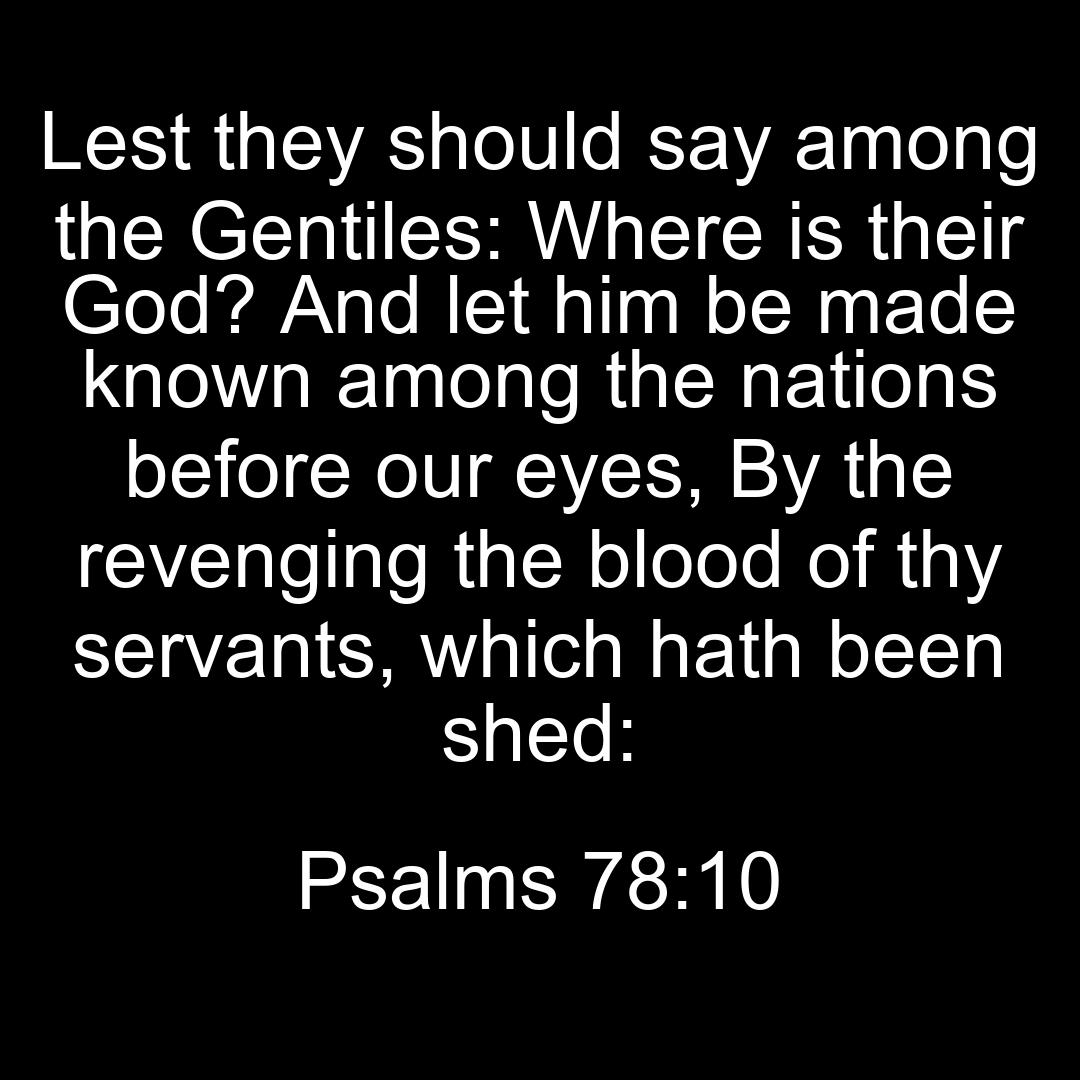 Lest they should say among
the Gentiles: Where is their
God? And let him be made
known among the nations
before our eyes, By the
revenging the blood of thy
servants, which hath been
shed:
Psalms 78:10